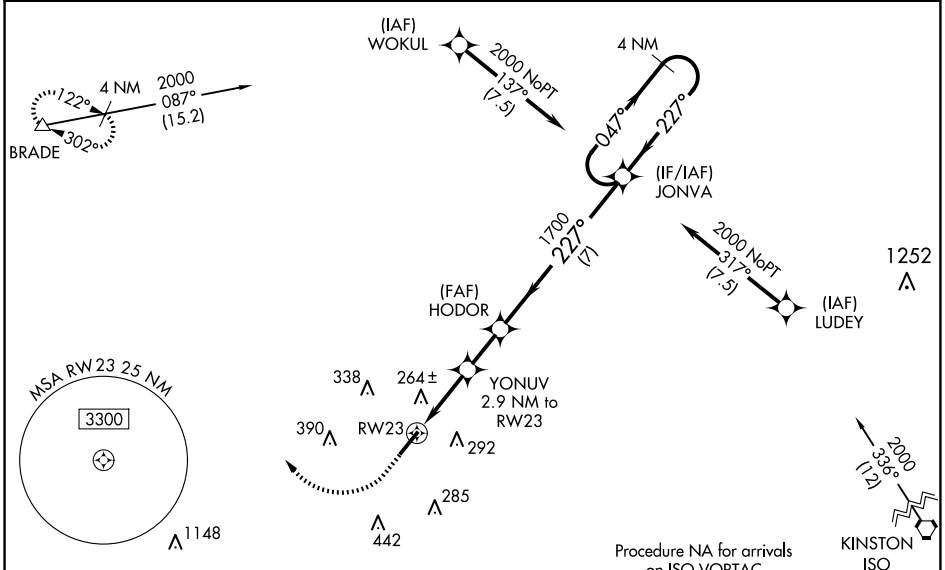 (IAF)
WOKUL
2000 NoPT
137°
(7.5)
4 NM
047°
227°
(IF/IAF)
JONVA
4 NM
2000
087°
(15.2)
122°
302°
BRADE
1700
227°
(7)
2000 NoPT
317°
(7.5)
(IAF)
LUDEY
1252
(FAF)
HODOR
YONUV
2.9 NM to
RW23
338
264±
390
RW23
292
285
442
MSA RW23 25 NM
3300
1148
2000
336°
(12)
KINSTON
ISO
Procedure NA for arrivals
on ISO VORTAC